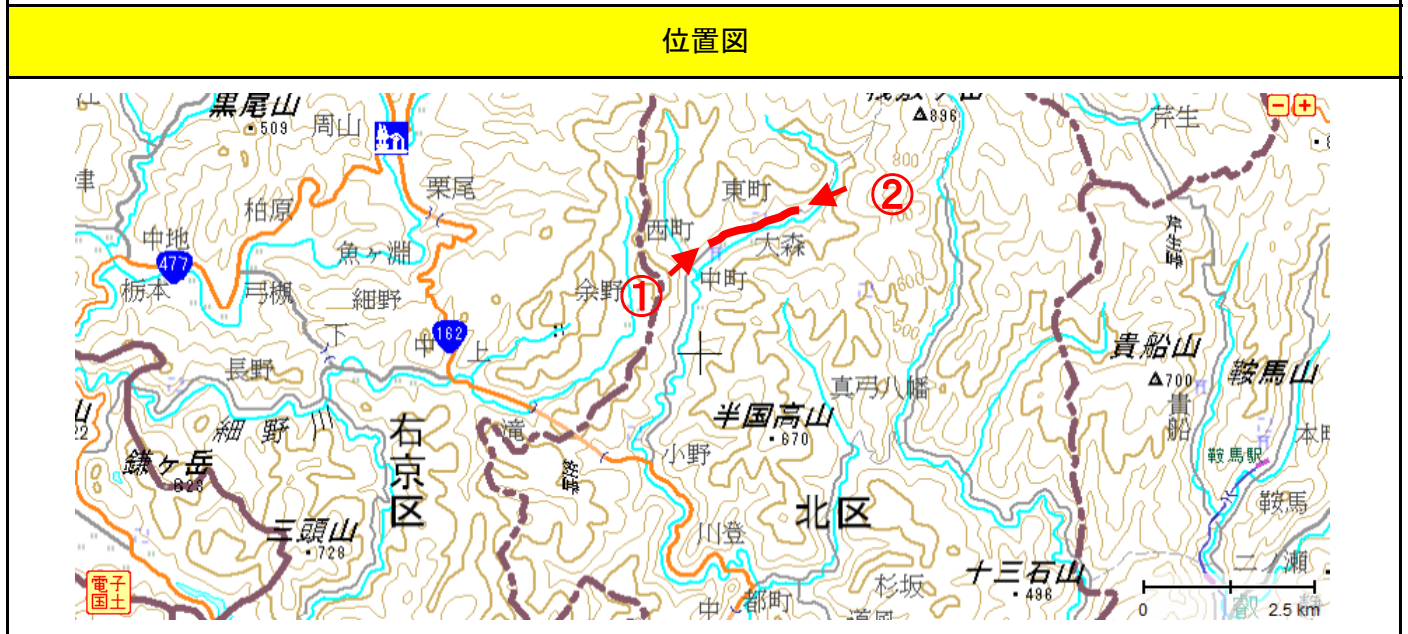 位置図
黒尾山
509
周山
栗尾
柏原
中地
477
魚ヶ淵
栃本
弓槻
細野
下
中
162
上
長野
細野川
鎌ヶ岳
623
三頭山
728
右京区
滝
余野
西町
東町
大森
中町
①
②
896
800
600
500
芹生
芹生峠
貴船山
700
貴船
鞍馬山
鞍馬駅
鞍馬
二ノ瀬
真弓八幡
半国高山
670
小野
北区
川登
中
都町
杉坂
十三石山
496
電子
国土
0
2.5 km